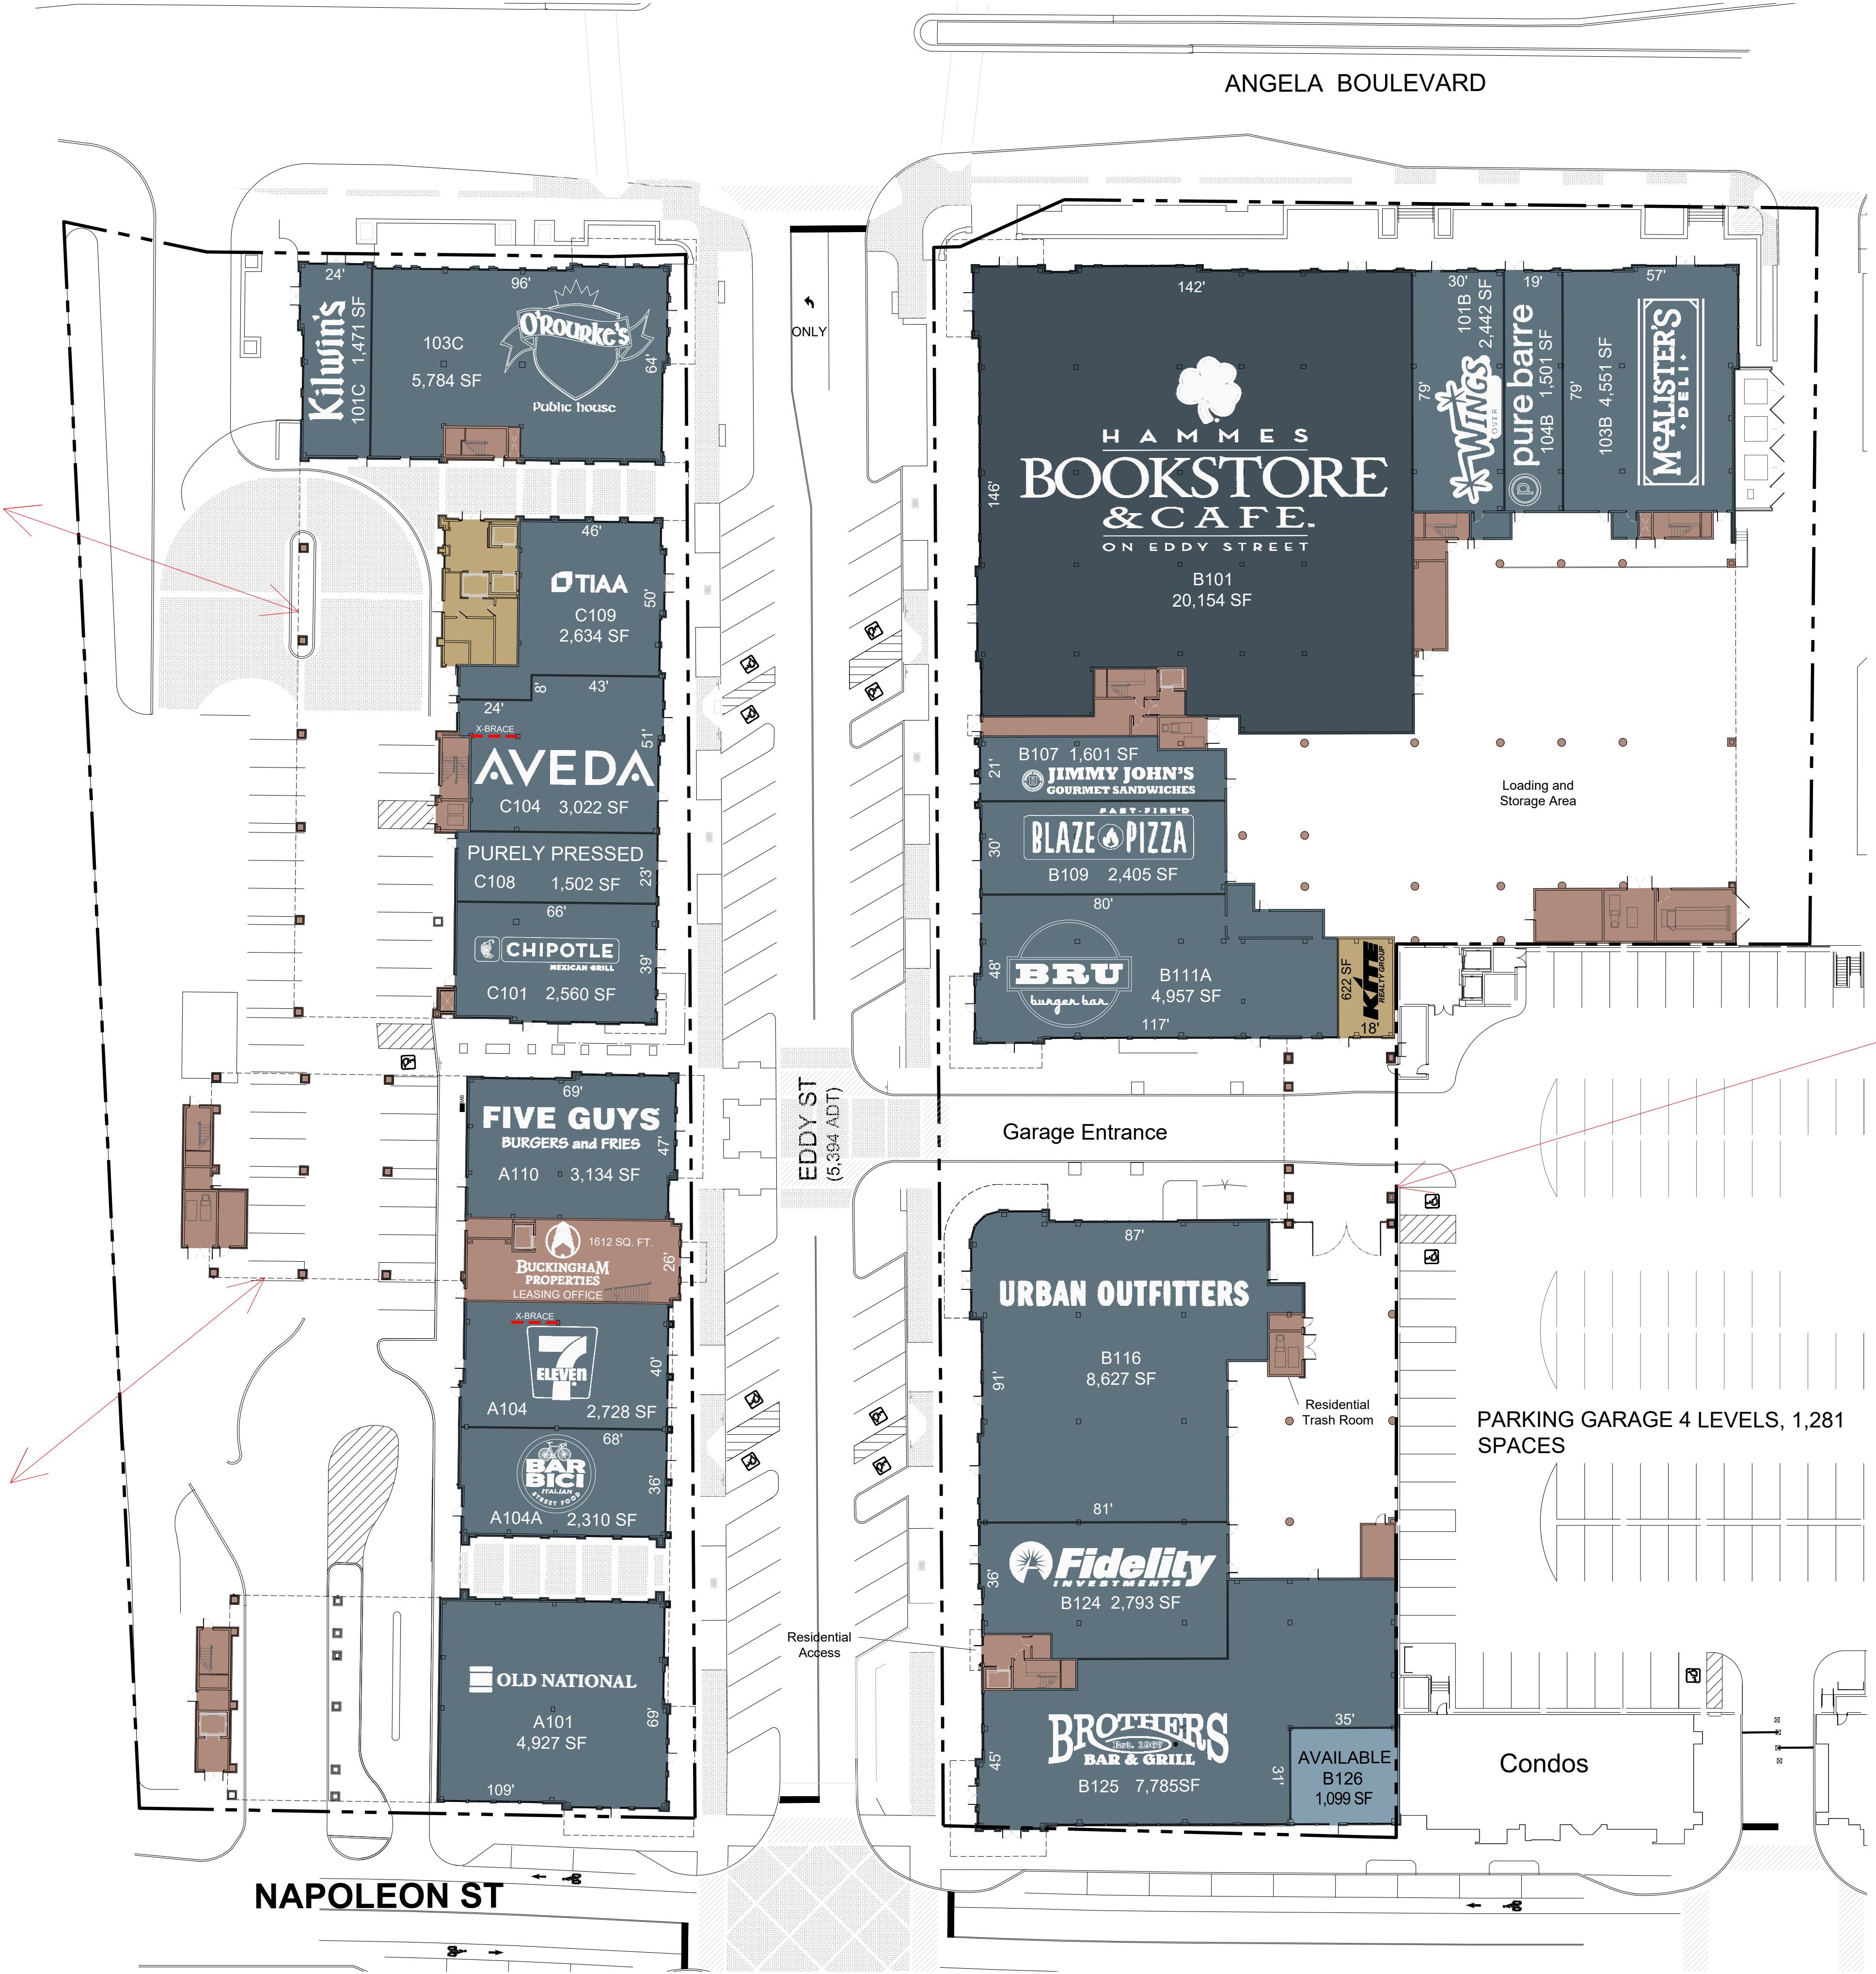 ANGELA BOULEVARD
24'
Kilwin's
101C 1,471 SF
96'
103C
5,784 SF
O'ROURKE'S
Public house
64'
ONLY
142'
146'
HAMMES
BOOKSTORE
& CAFE
ON EDDY STREET
B101
20,154 SF
30'
101B
2,442 SF
79'
WINGS
OVER
19'
pure barre
104B 1,501 SF
p
57'
79'
103B 4,551 SF
McALISTER'S
DELI
46'
TIAA
C109
2,634 SF
50'
8'
43'
24'
X-BRACE
51'
AVEDA
C104 3,022 SF
PURELY PRESSED
C108 1,502 SF
23'
66'
CHIPOTLE
MEXICAN GRILL
39'
C101 2,560 SF
B107 1,601 SF
21'
JIMMY JOHN'S
GOURMET SANDWICHES
FAST-FIRE'D
BLAZE PIZZA
30'
B109 2,405 SF
80'
48'
BRU
burger bar
B111A
4,957 SF
117'
622 SF
KITE
REALTY GROUP
18'
Loading and
Storage Area
69'
FIVE GUYS
BURGERS and FRIES
47'
A110 3,134 SF
1612 SQ. FT.
BUCKINGHAM
PROPERTIES
LEASING OFFICE
26'
EDDY ST
(5,394 ADT)
Garage Entrance
X-BRACE
7
ELEVEN
40'
A104 2,728 SF
68'
BAR
BICI
ITALIAN
STREET FOOD
36'
A104A 2,310 SF
87'
URBAN OUTFITTERS
B116
8,627 SF
91'
81'
Residential
Trash Room
PARKING GARAGE 4 LEVELS, 1,281
SPACES
Fidelity
INVESTMENTS
36'
B124 2,793 SF
Residential
Access
OLD NATIONAL
A101
4,927 SF
69'
109'
BROTHERS
Est. 1967
BAR & GRILL
45'
B125 7,785SF
35'
31'
AVAILABLE
B126
1,099 SF
Condos
NAPOLEON ST